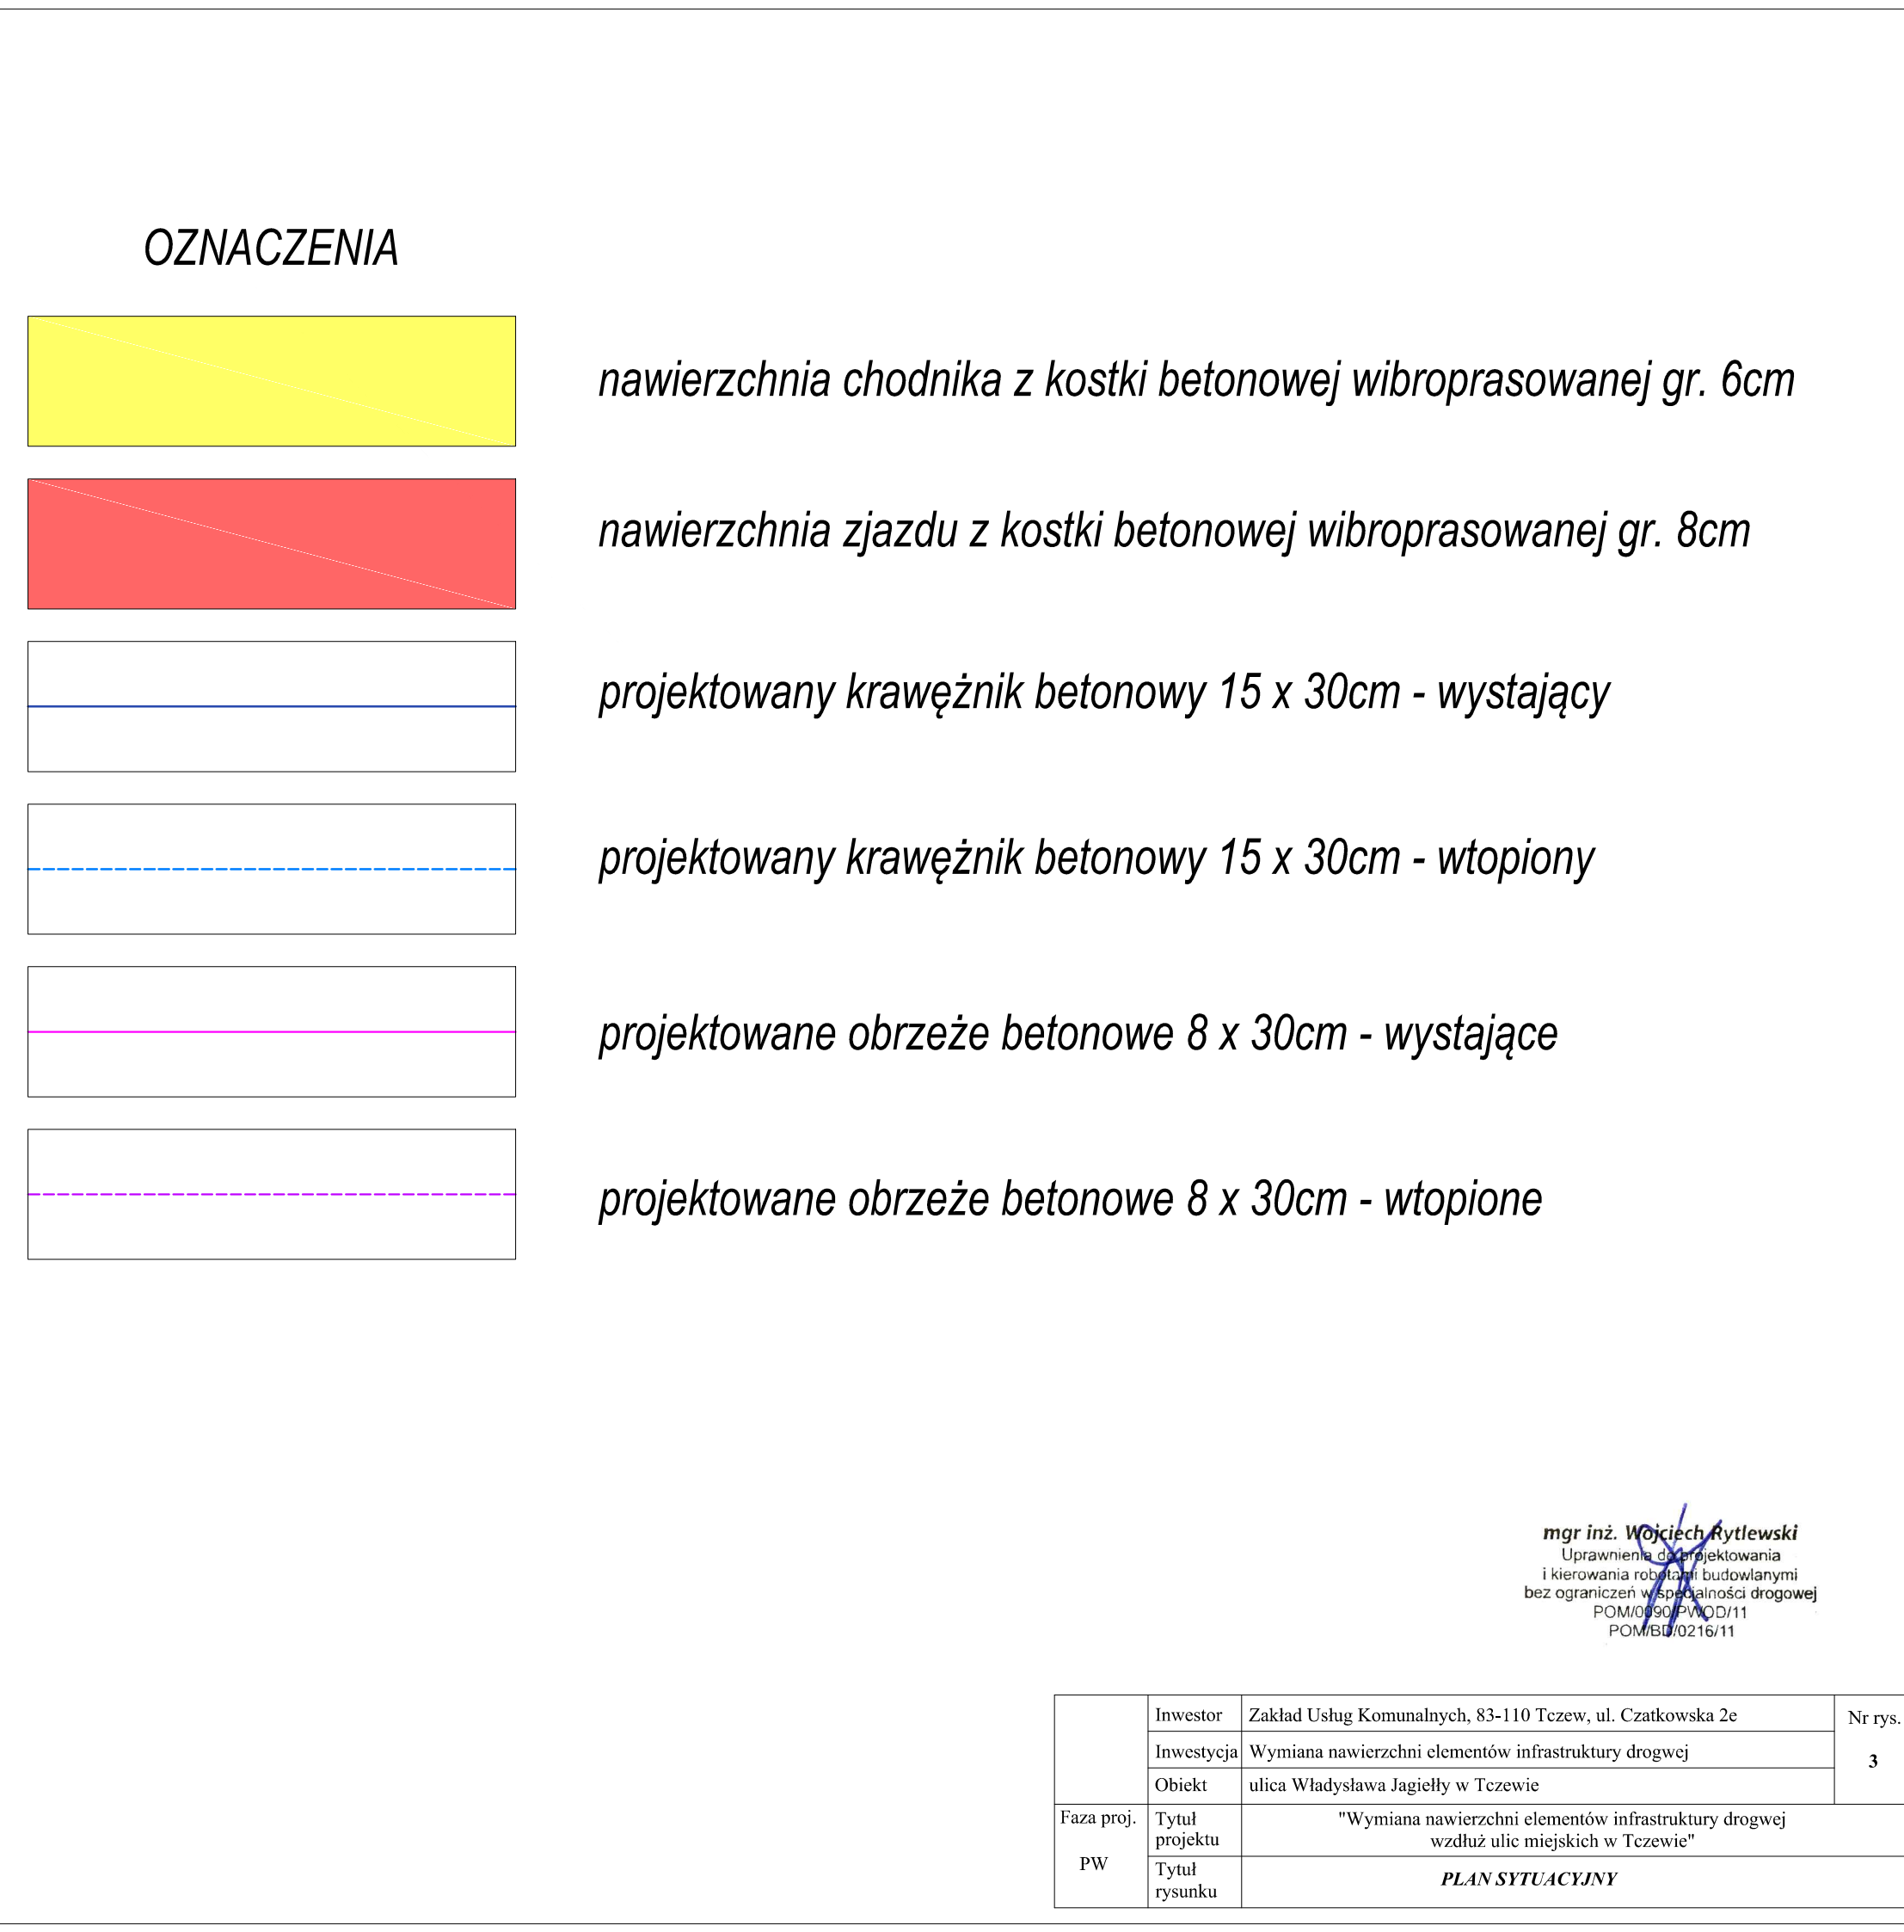 OZNACZENIA
nawierzchnia chodnika z kostki betonowej wibroprasowanej gr. 6cm
nawierzchnia zjazdu z kostki betonowej wibroprasowanej gr. 8cm
projektowany krawężnik betonowy 15 x 30cm - wystający
projektowany krawężnik betonowy 15 x 30cm - wtopiony
projektowane obrzeże betonowe 8 x 30cm - wystające
projektowane obrzeże betonowe 8 x 30cm - wtopione
mgr inż. Wojciech Rytlewski
Uprawnienia do projektowania
i kierowania robotami budowlanymi
bez ograniczeń w specjalności drogowej
POM/0090/PWOD/11
POM/BD/0216/11
Inwestor Zakład Usług Komunalnych, 83-110 Tczew, ul. Czatkowska 2e
Nr rys.
Inwestycja Wymiana nawierzchni elementów infrastruktury drogwej
3
Obiekt ulica Władysława Jagiełły w Tczewie
Faza proj.
PW
Tytuł
projektu
"Wymiana nawierzchni elementów infrastruktury drogwej
wzdłuż ulic miejskich w Tczewie"
Tytuł
rysunku
PLAN SYTUACYJNY